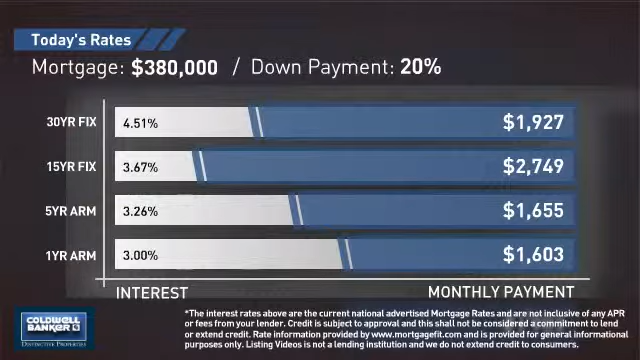 Today's Rates
Mortgage: $380,000 / Down Payment: 20%
30YR FIX 4.51% $1,927
15YR FIX 3.67% $2,749
5YR ARM 3.26% $1,655
1YR ARM 3.00% $1,603
INTEREST MONTHLY PAYMENT
COLDWELL
BANKER
DISTINCTIVE PROPERTIES
*The interest rates above are the current national advertised Mortgage Rates and are not inclusive of any APR
or fees from your lender. Credit is subject to approval and this shall not be considered a commitment to lend
or extend credit. Rate information provided by www.mortgagefit.com and is provided for general informational
purposes only. Listing Videos is not a lending institution and we do not extend credit to consumers.